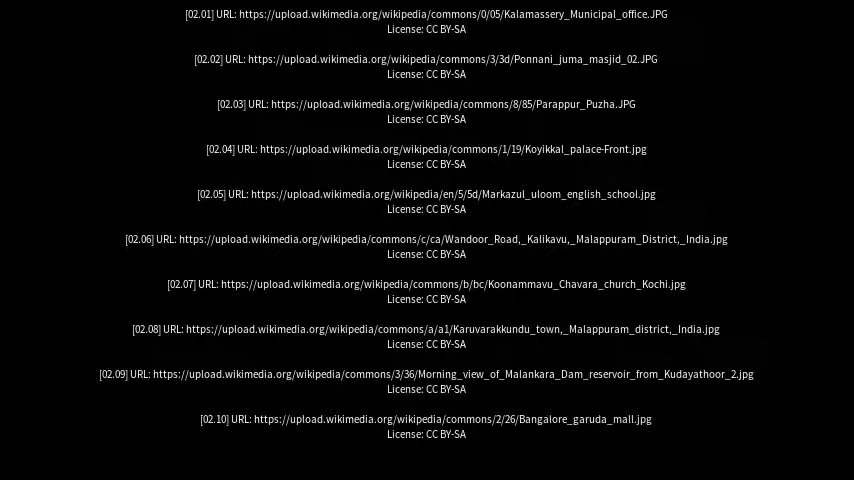 [02.01] URL: https://upload.wikimedia.org/wikipedia/commons/0/05/Kalamassery_Municipal_office.JPG
License: CC BY-SA
[02.02] URL: https://upload.wikimedia.org/wikipedia/commons/3/3d/Ponnani_juma_masjid_02.JPG
License: CC BY-SA
[02.03] URL: https://upload.wikimedia.org/wikipedia/commons/8/85/Parappur_Puzha.JPG
License: CC BY-SA
[02.04] URL: https://upload.wikimedia.org/wikipedia/commons/1/19/Koyikkal_palace-Front.jpg
License: CC BY-SA
[02.05] URL: https://upload.wikimedia.org/wikipedia/en/5/5d/Markazul_uloom_english_school.jpg
License: CC BY-SA
[02.06] URL: https://upload.wikimedia.org/wikipedia/commons/c/ca/Wandoor_Road,_Kalikavu,_Malappuram_District,_India.jpg
License: CC BY-SA
[02.07] URL: https://upload.wikimedia.org/wikipedia/commons/b/bc/Koonammavu_Chavara_church_Kochi.jpg
License: CC BY-SA
[02.08] URL: https://upload.wikimedia.org/wikipedia/commons/a/a1/Karuvarakkundu_town,_Malappuram_district,_India.jpg
License: CC BY-SA
[02.09] URL: https://upload.wikimedia.org/wikipedia/commons/3/36/Morning_view_of_Malankara_Dam_reservoir_from_Kudayathoor_2.jpg
License: CC BY-SA
[02.10] URL: https://upload.wikimedia.org/wikipedia/commons/2/26/Bangalore_garuda_mall.jpg
License: CC BY-SA